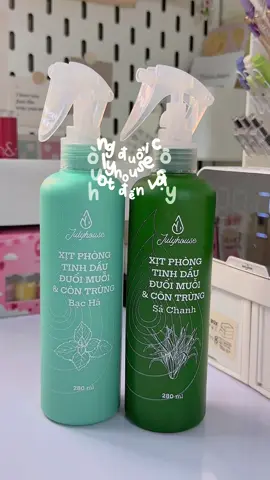 Julyhouse
XỊT PHÒNG
TINH DẦU
ĐUỔI MUỖI
& CÔN TRÙNG
Bạc Hà
280 ml
Julyhouse
XỊT PHÒNG
TINH DẦU
ĐUỔI MUỖI
& CÔN TRÙNG
Sả Chanh
280 ml